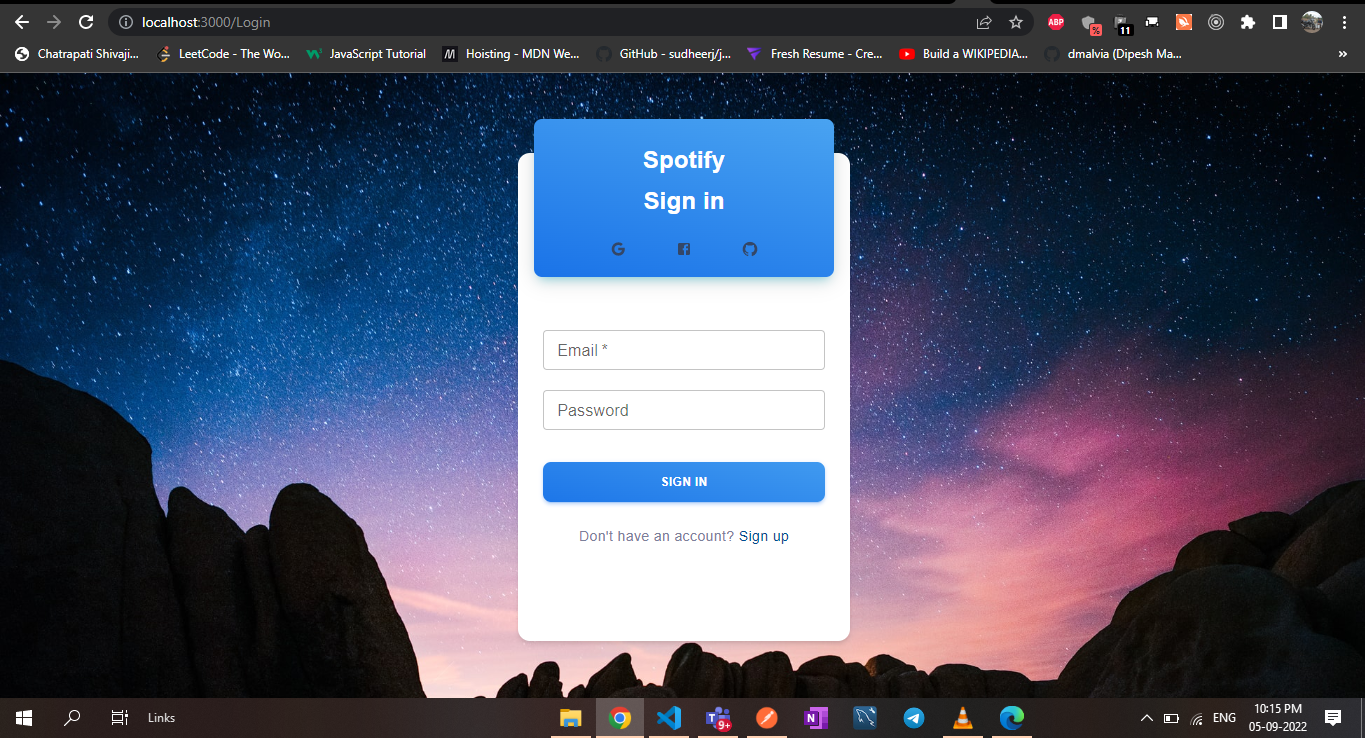 localhost:3000/Login
ABP
%
11
Chatrapati Shivaji...
LeetCode - The Wo...
JavaScript Tutorial
Hoisting - MDN We...
GitHub - sudheerj/j...
Fresh Resume - Cre...
Build a WIKIPEDIA...
dmalvia (Dipesh Ma...
»
Spotify
Sign in
Email *
Password
SIGN IN
Don't have an account? Sign up
Links
9+
N
ENG
10:15 PM
05-09-2022